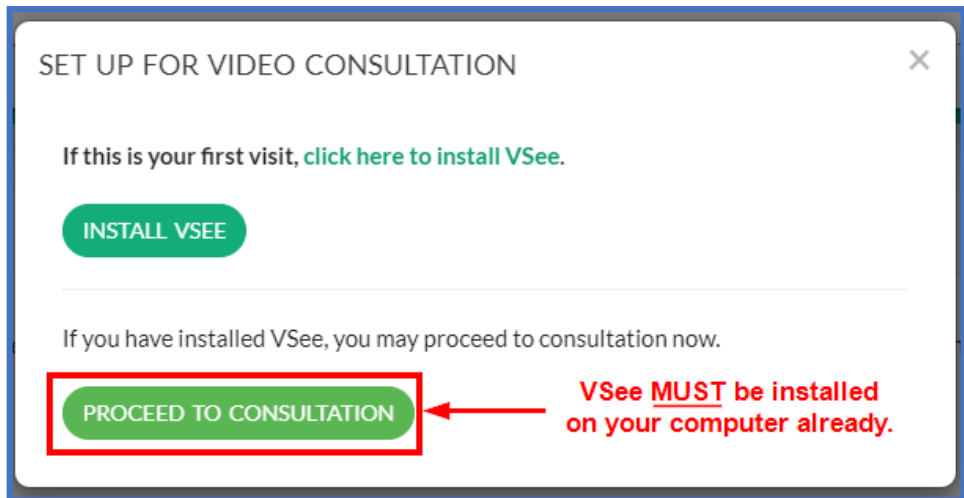 SET UP FOR VIDEO CONSULTATION
If this is your first visit, click here to install VSee.
INSTALL VSEE
If you have installed VSee, you may proceed to consultation now.
PROCEED TO CONSULTATION
VSee MUST be installed
on your computer already.